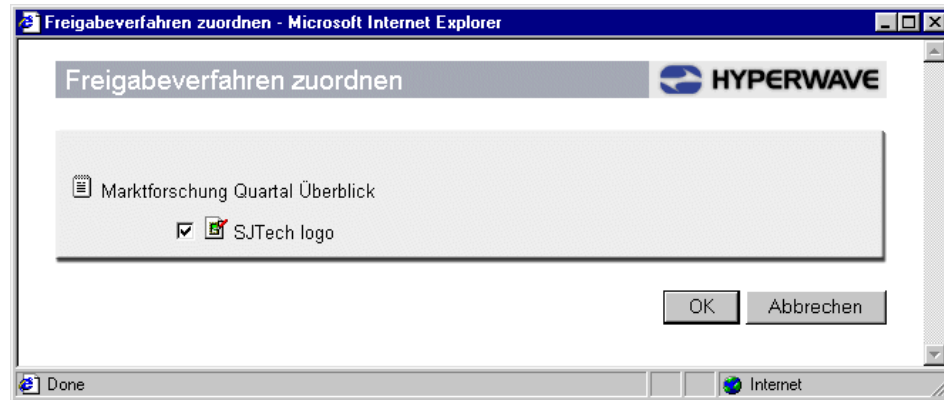 Freigabeverfahren zuordnen - Microsoft Internet Explorer
Freigabeverfahren zuordnen
HYPERWAVE
Marktforschung Quartal Überblick
SJTech logo
OK
Abbrechen
Done
Internet